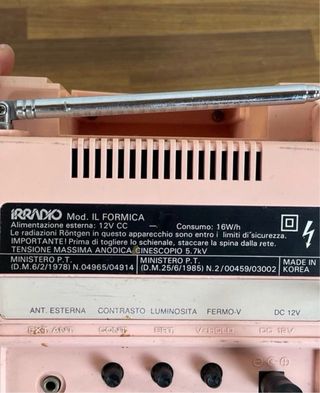 IRRADIO Mod. IL FORMICA
Alimentazione esterna: 12V CC — Consumo: 16W/h
Le radiazioni Röntgen in questo apparecchio sono entro i limiti di sicurezza.
IMPORTANTE! Prima di togliere lo schienale, staccare la spina dalla rete.
TENSIONE MASSIMA ANODICA CINESCOPIO 5.7kV
MINISTERO P.T. MINISTERO P.T. MADE IN
(D.M.6/2/1978) N.04965/04914 (D.M.25/6/1985) N.2/00459/03002 KOREA
ANT. ESTERNA CONTRASTO LUMINOSITA FERMO-V DC 12V
EXT. ANT. CONT. BRT. V-HOLD DC 12V